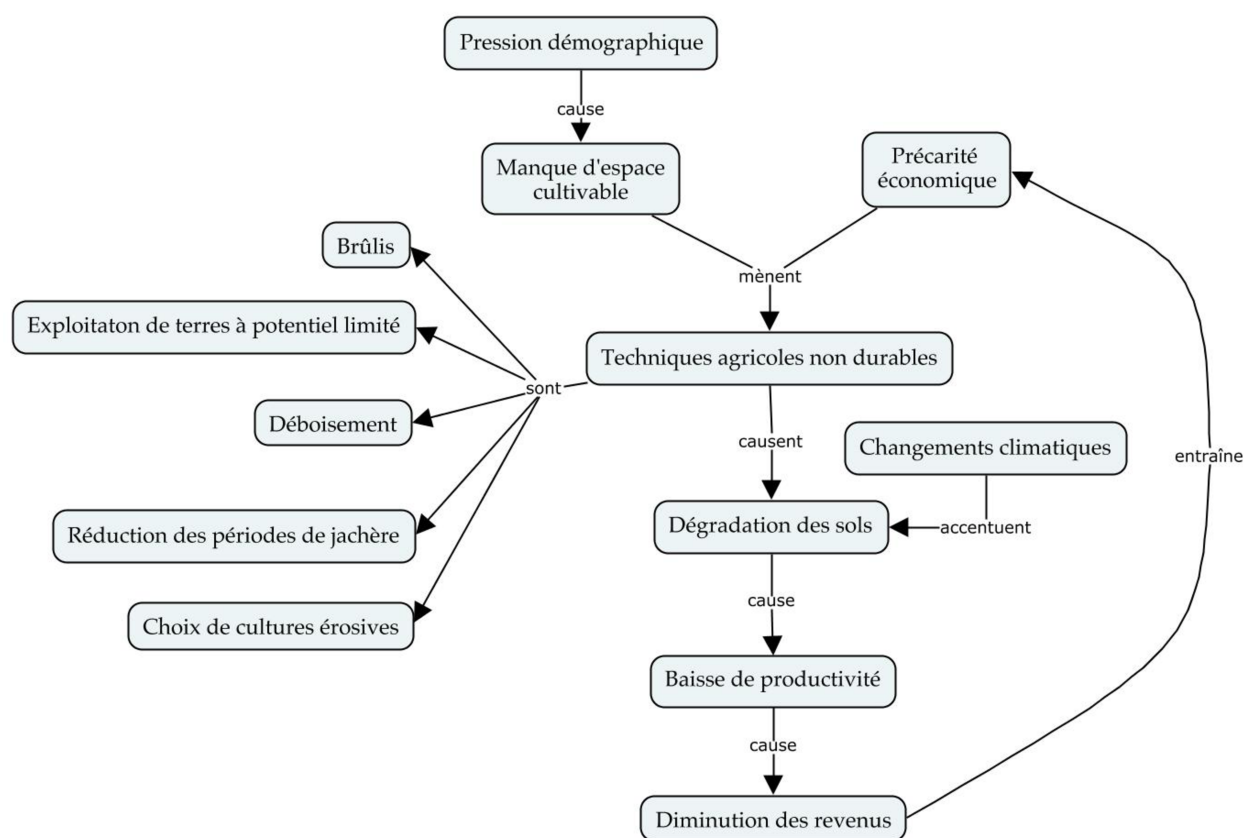 Pression démographique
cause
Manque d'espace
cultivable
Précarité
économique
mènent
Brûlis
Exploitaton de terres à potentiel limité
Techniques agricoles non durables
sont
Déboisement
causent
Changements climatiques
entraîne
Réduction des périodes de jachère
Dégradation des sols
accentuent
cause
Choix de cultures érosives
Baisse de productivité
cause
Diminution des revenus